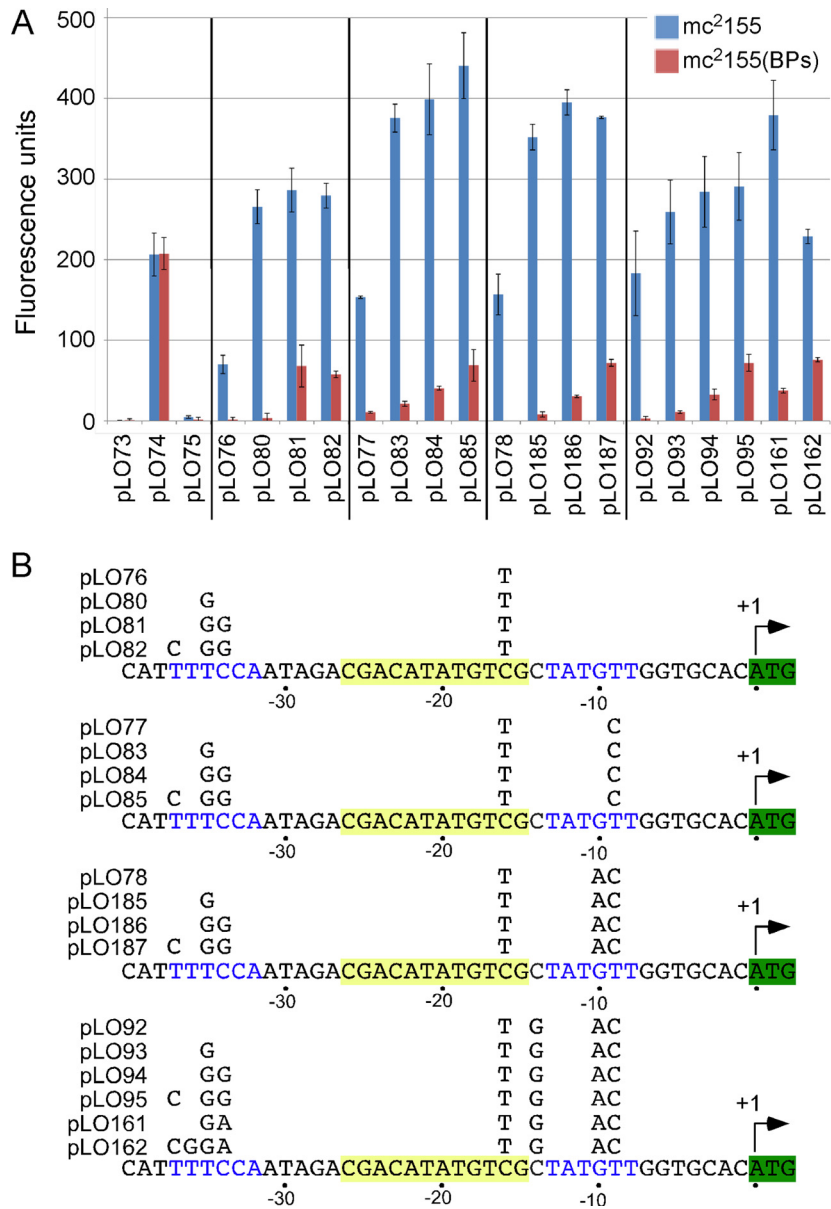 A
500
400
300
200
100
0
Fluorescence units
mc²155
mc²155(BPs)
pLO73 pLO74 pLO75 pLO76 pLO80 pLO81 pLO82 pLO77 pLO83 pLO84 pLO85 pLO78 pLO185 pLO186 pLO187 pLO92 pLO93 pLO94 pLO95 pLO161 pLO162
B
pLO76 T
pLO80 G T
pLO81 GG T +1
pLO82 C GG T
CATTTTCCAATAGACGACATATGTCGCTATGTTGGTGCACATG
-30 -20 -10
pLO77 T C
pLO83 G T C
pLO84 GG T C +1
pLO85 C GG T C
CATTTTCCAATAGACGACATATGTCGCTATGTTGGTGCACATG
-30 -20 -10
pLO78 T AC
pLO185 G T AC
pLO186 GG T AC +1
pLO187 C GG T AC
CATTTTCCAATAGACGACATATGTCGCTATGTTGGTGCACATG
-30 -20 -10
pLO92 T G AC
pLO93 G T G AC
pLO94 GG T G AC
pLO95 C GG T G AC
pLO161 GA T G AC +1
pLO162 CGGA T G AC
CATTTTCCAATAGACGACATATGTCGCTATGTTGGTGCACATG
-30 -20 -10